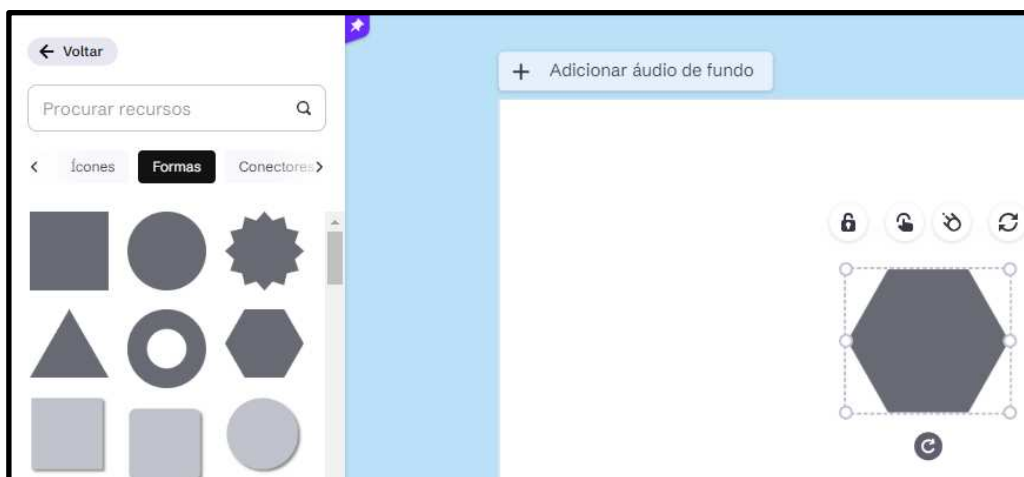 Voltar
Adicionar áudio de fundo
Procurar recursos
Ícones Formas Conectores